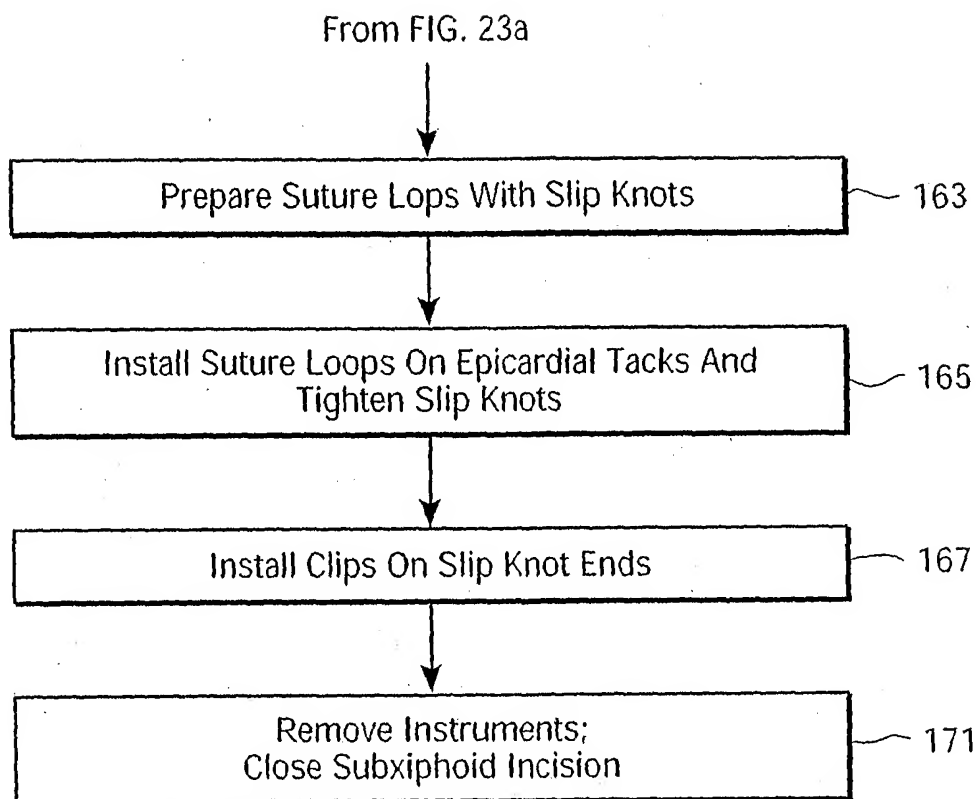 From FIG. 23a
Prepare Suture Lops With Slip Knots
163
Install Suture Loops On Epicardial Tacks And
Tighten Slip Knots
165
Install Clips On Slip Knot Ends
167
Remove Instruments;
Close Subxiphoid Incision
171